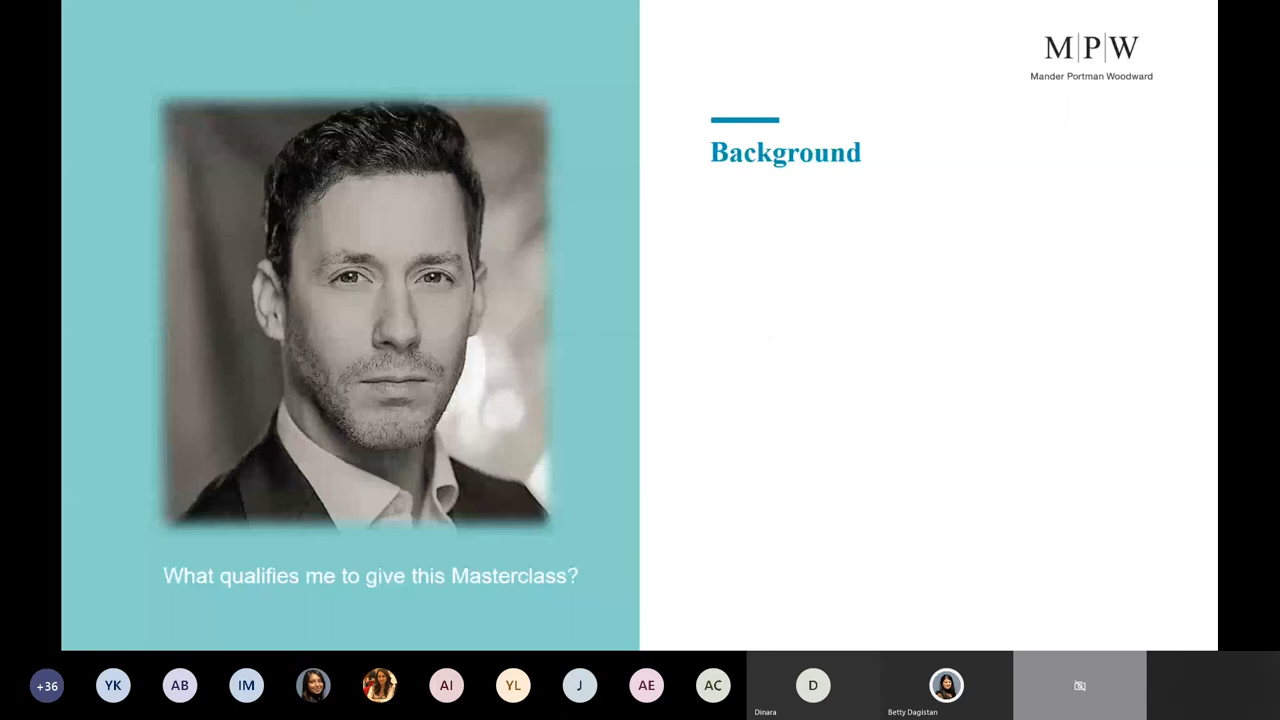 M|P|W
Mander Portman Woodward
Background
What qualifies me to give this Masterclass?
+36
YK
AB
IM
AI
YL
J
AE
AC
D
Dinara
Betty Dagistan